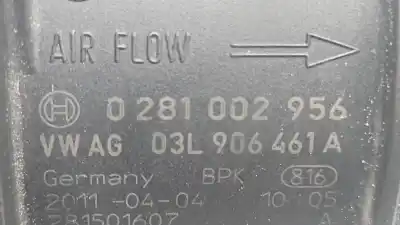 AIR FLOW
0 281 002 956
VW AG 03L 906 461 A
Germany BPK 816
2011-04-04 10:05
281501607 A